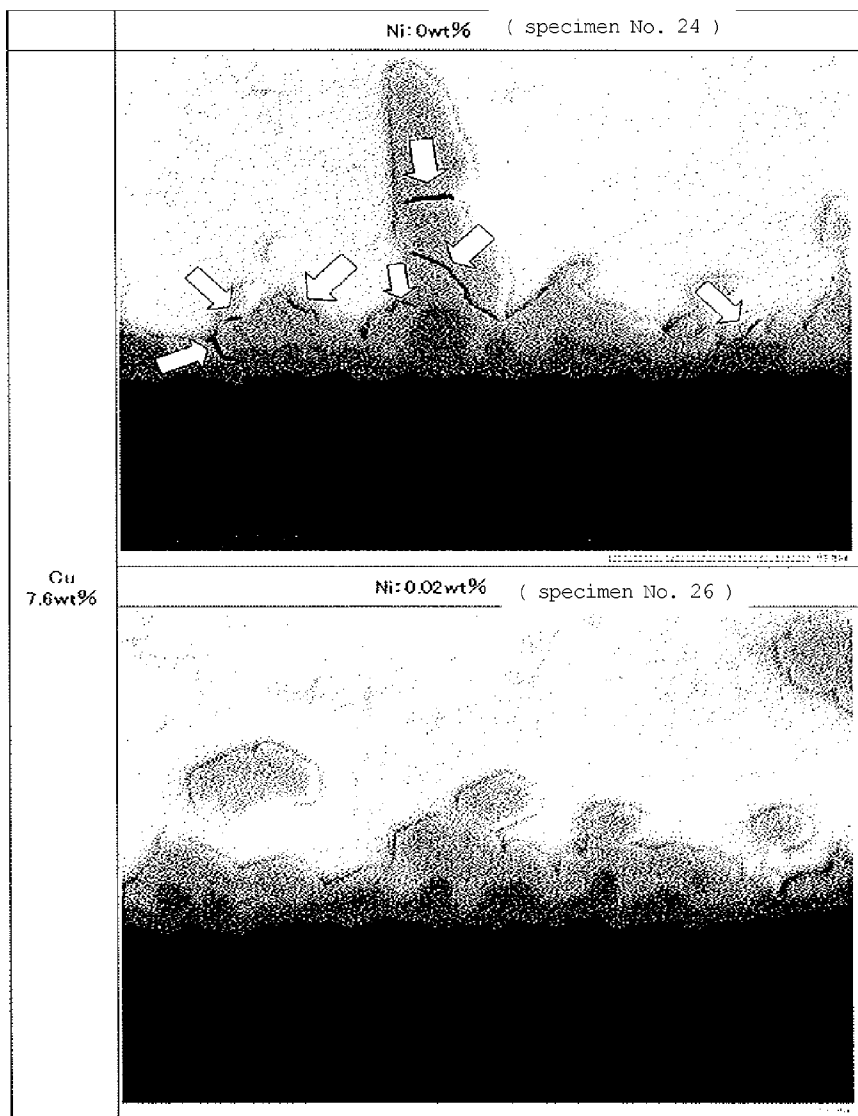 Ni:0wt% ( specimen No. 24 )
Cu
7.6wt%
Ni:0.02wt% ( specimen No. 26 )